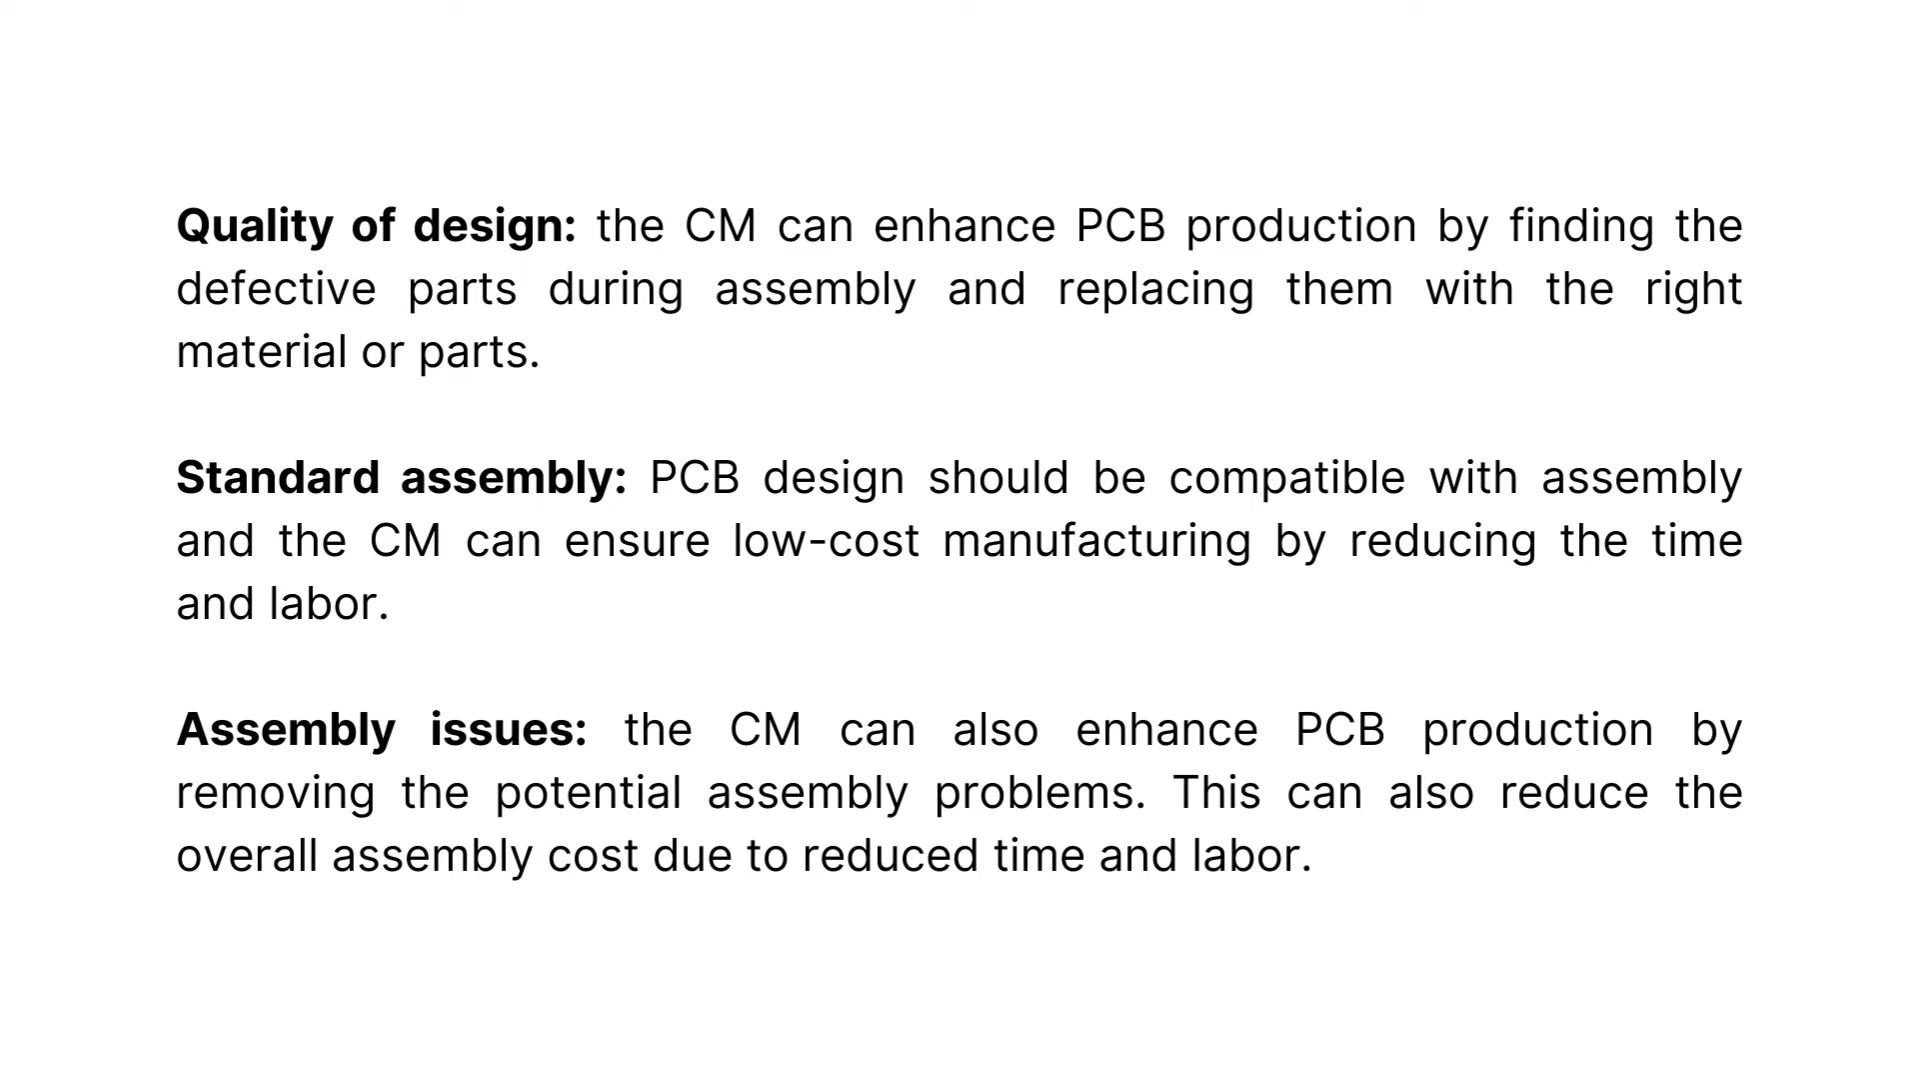 Quality of design: the CM can enhance PCB production by finding the
defective parts during assembly and replacing them with the right
material or parts.
Standard assembly: PCB design should be compatible with assembly
and the CM can ensure low-cost manufacturing by reducing the time
and labor.
Assembly issues: the CM can also enhance PCB production by
removing the potential assembly problems. This can also reduce the
overall assembly cost due to reduced time and labor.